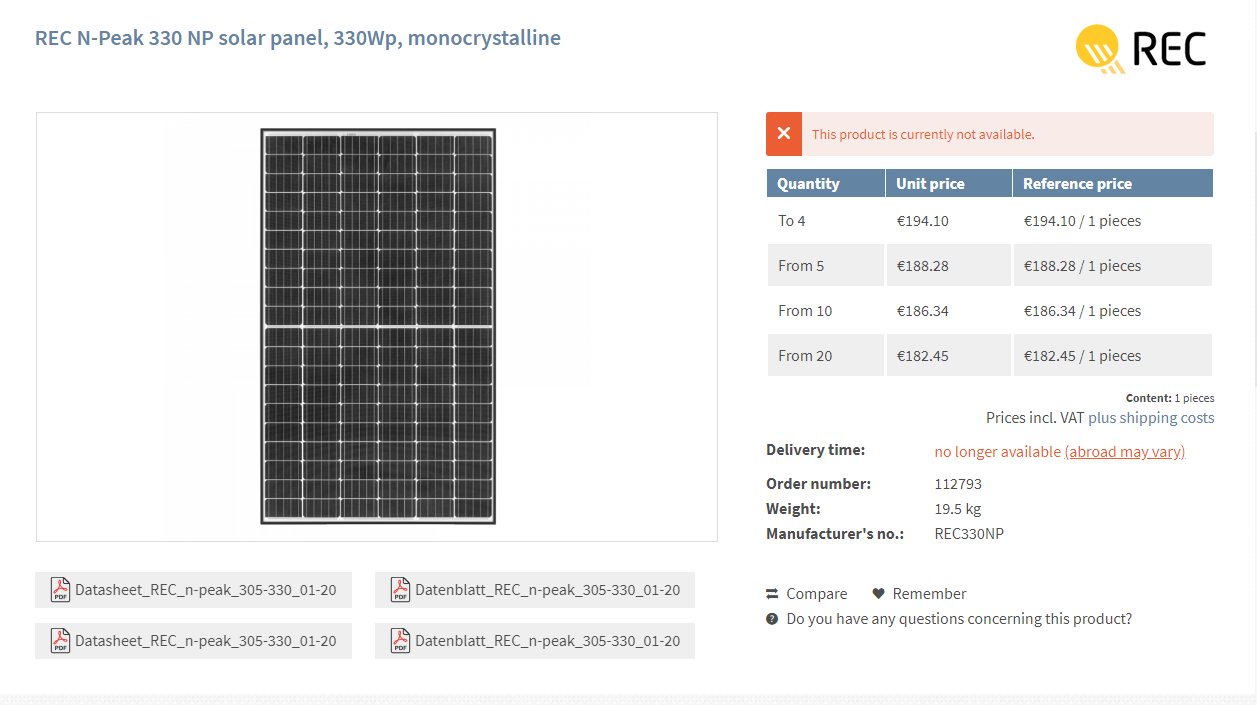 REC N-Peak 330 NP solar panel, 330Wp, monocrystalline
REC
This product is currently not available.
Quantity Unit price Reference price
To 4 €194.10 €194.10 / 1 pieces
From 5 €188.28 €188.28 / 1 pieces
From 10 €186.34 €186.34 / 1 pieces
From 20 €182.45 €182.45 / 1 pieces
Content: 1 pieces
Prices incl. VAT plus shipping costs
Delivery time: no longer available (abroad may vary)
Order number: 112793
Weight: 19.5 kg
Manufacturer's no.: REC330NP
Compare Remember
Do you have any questions concerning this product?
PDF Datasheet_REC_n-peak_305-330_01-20 PDF Datenblatt_REC_n-peak_305-330_01-20
PDF Datasheet_REC_n-peak_305-330_01-20 PDF Datenblatt_REC_n-peak_305-330_01-20